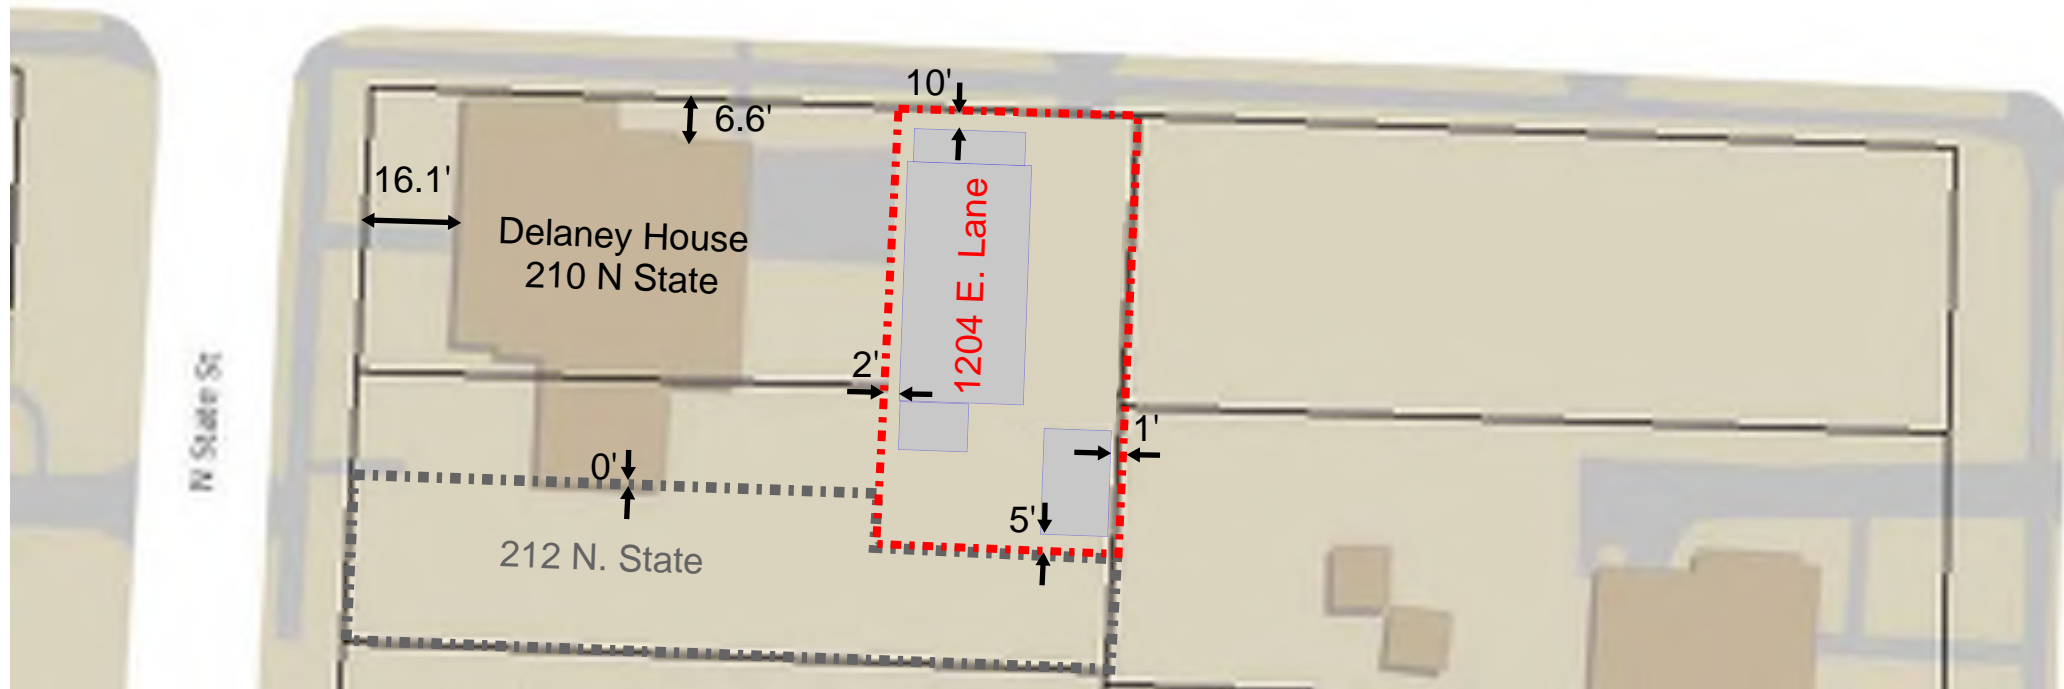 10'
6.6'
16.1'
Delaney House
210 N State
1204 E. Lane
2'
N State St
1'
0'
5'
212 N. State